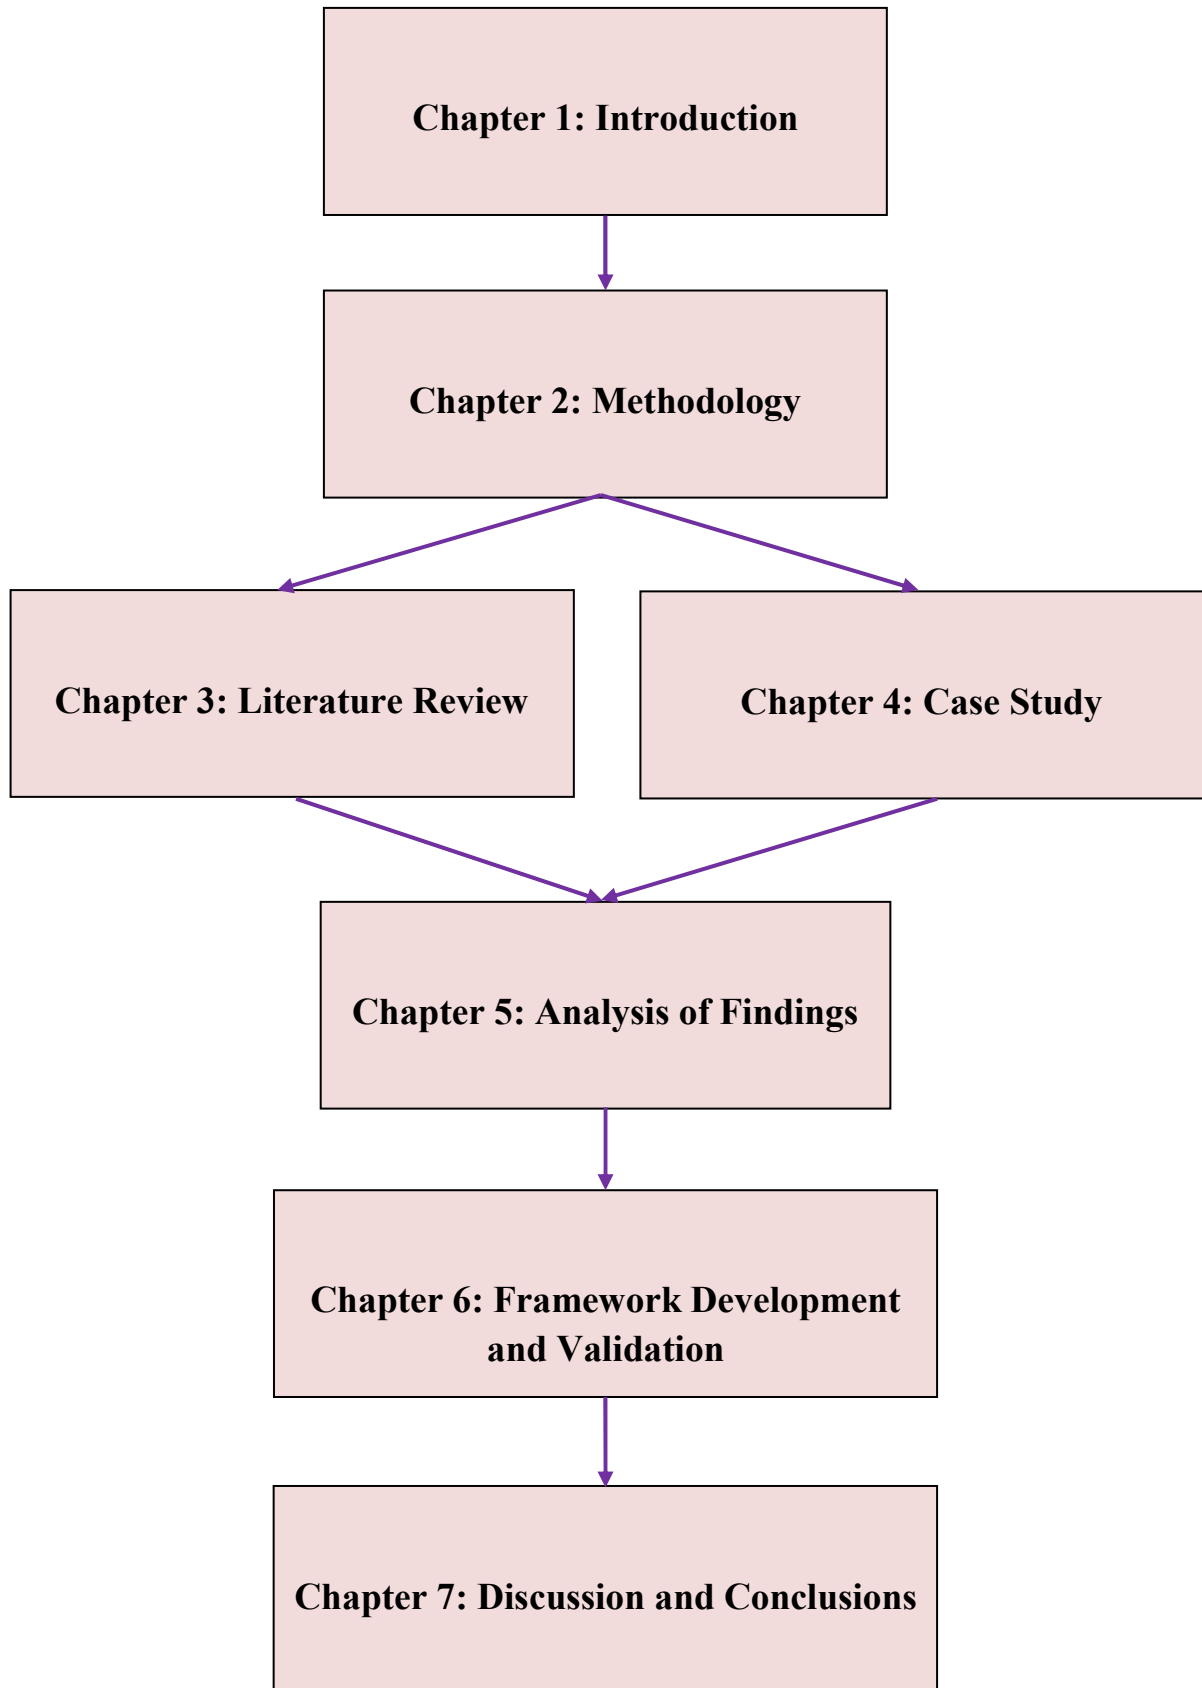 Chapter 1: Introduction
Chapter 2: Methodology
Chapter 3: Literature Review
Chapter 4: Case Study
Chapter 5: Analysis of Findings
Chapter 6: Framework Development
and Validation
Chapter 7: Discussion and Conclusions